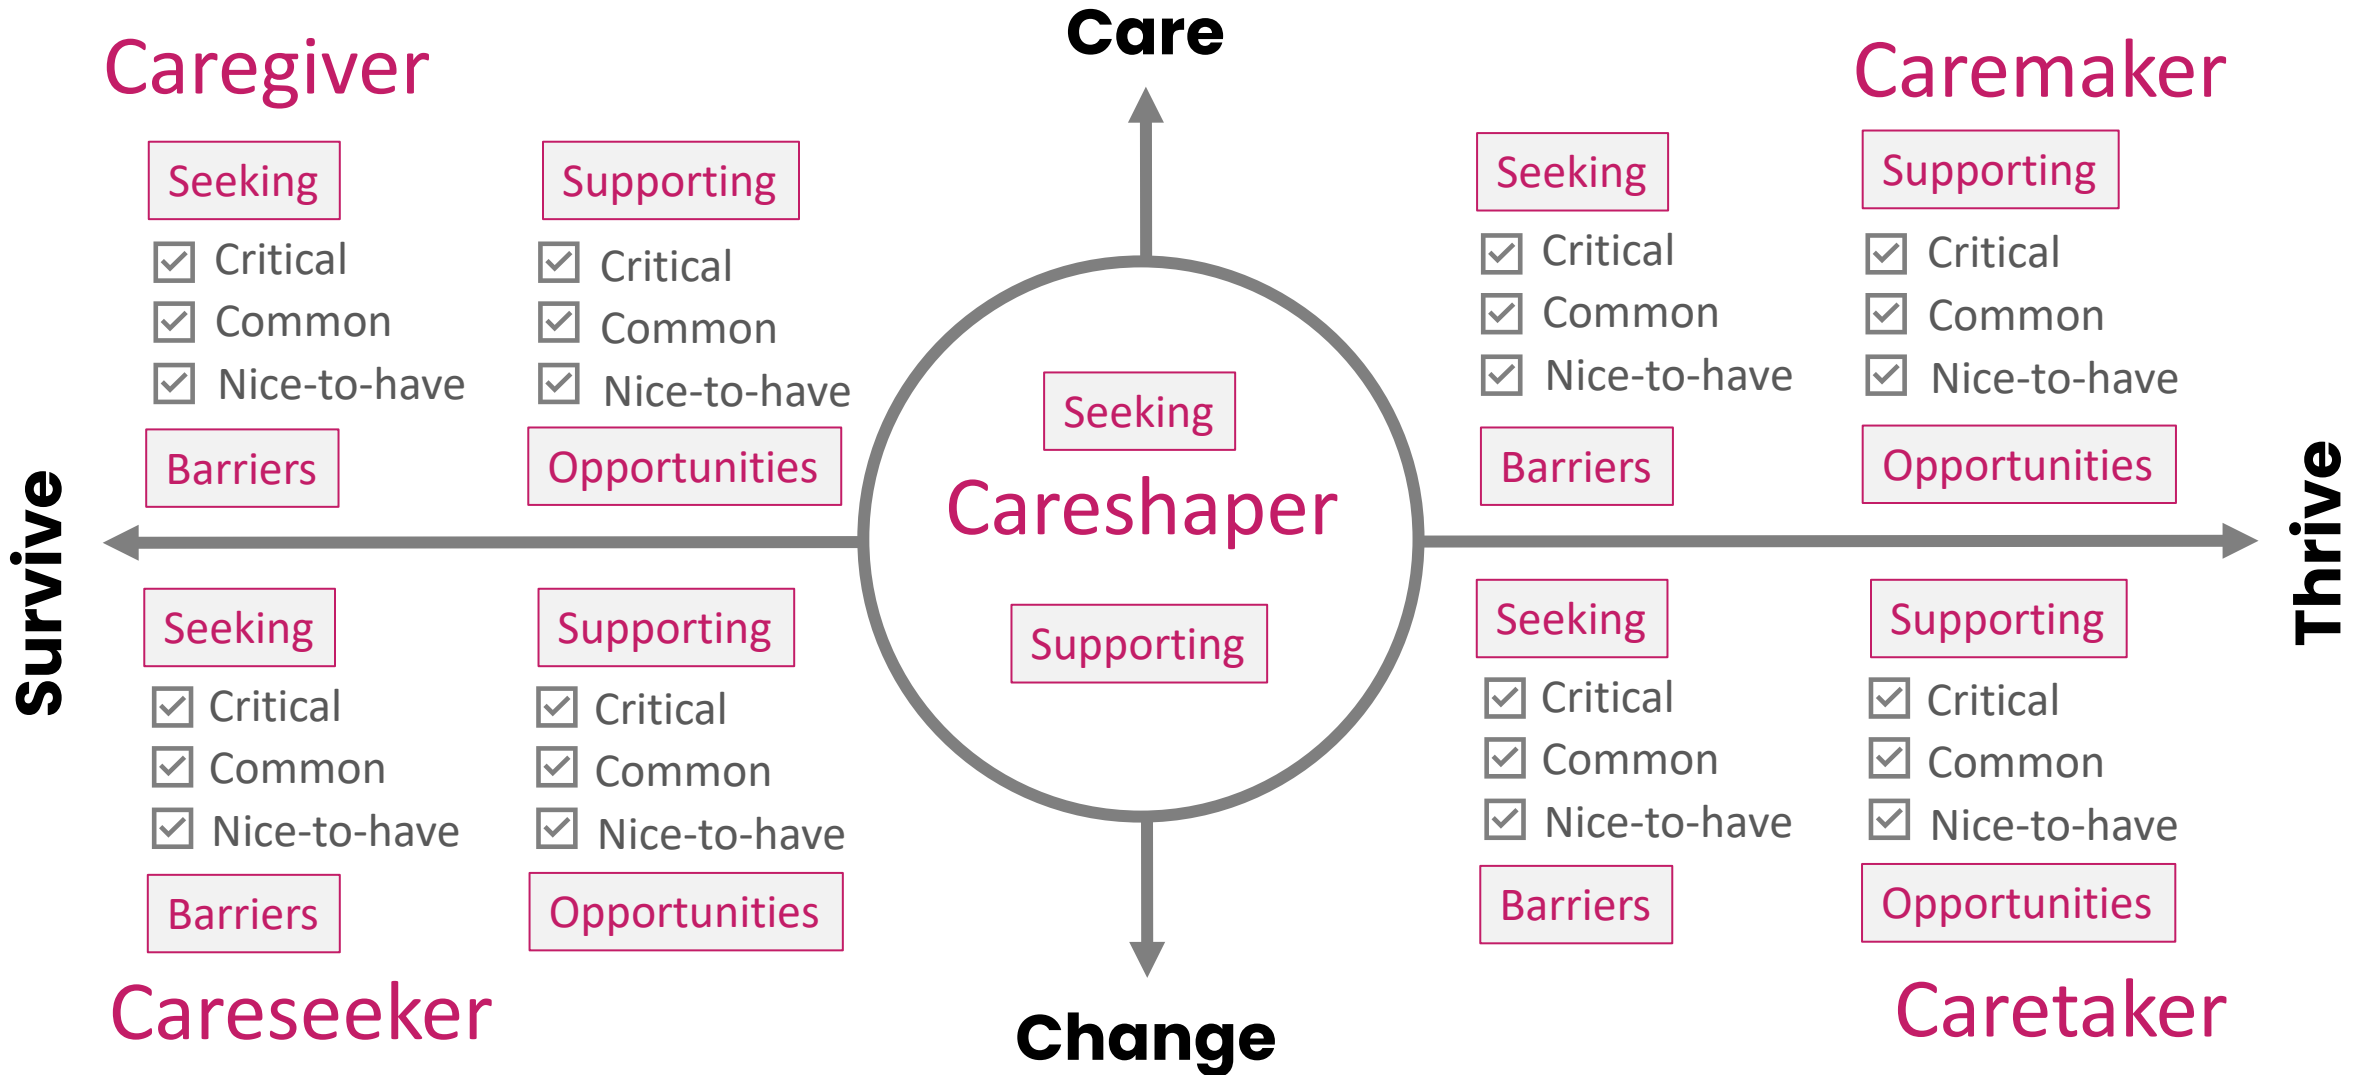 Care
Caregiver
Seeking
Critical
Common
Nice-to-have
Barriers
Supporting
Critical
Common
Nice-to-have
Opportunities
Caremaker
Seeking
Critical
Common
Nice-to-have
Barriers
Supporting
Critical
Common
Nice-to-have
Opportunities
Survive
Seeking
Careshaper
Supporting
Thrive
Seeking
Critical
Common
Nice-to-have
Barriers
Supporting
Critical
Common
Nice-to-have
Opportunities
Careseeker
Seeking
Critical
Common
Nice-to-have
Barriers
Supporting
Critical
Common
Nice-to-have
Opportunities
Caretaker
Change